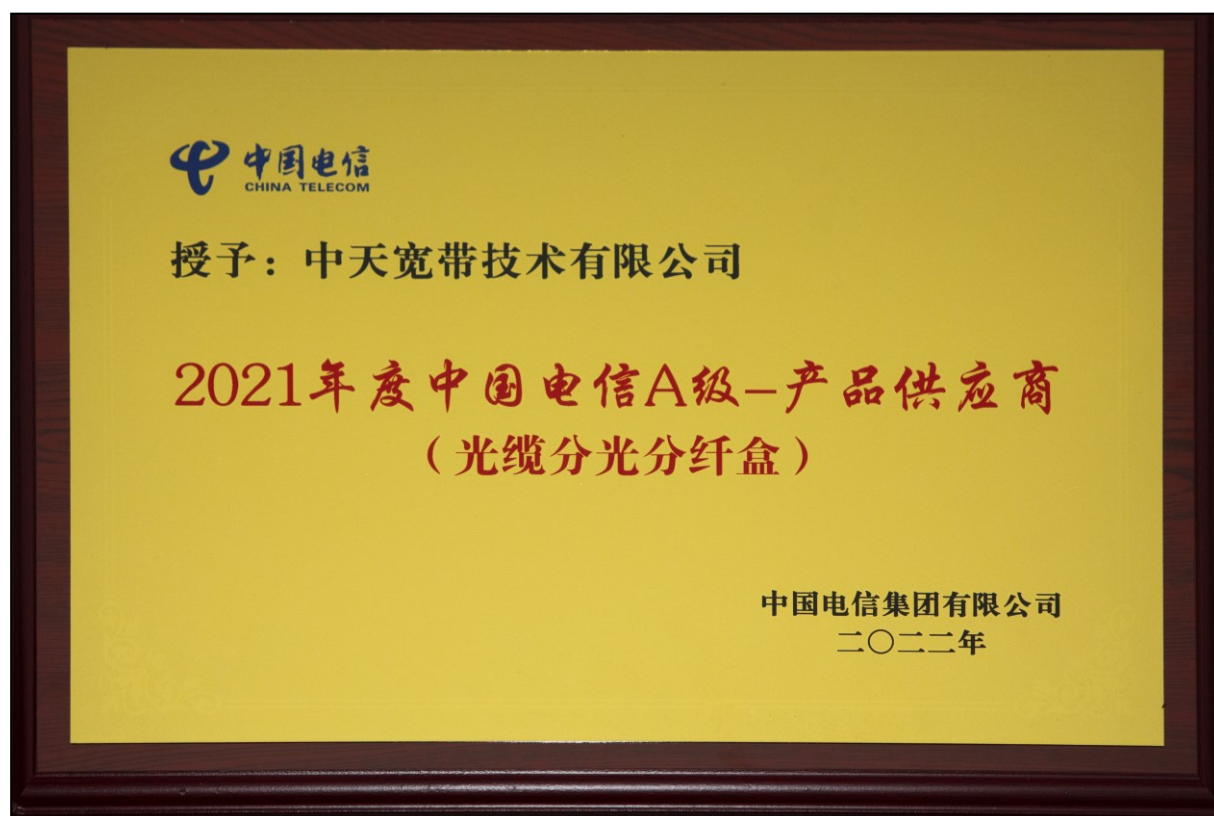 中国电信
CHINA TELECOM
授予：中天宽带技术有限公司
2021年度中国电信A级-产品供应商
（光缆分光分纤盒）
中国电信集团有限公司
二〇二二年